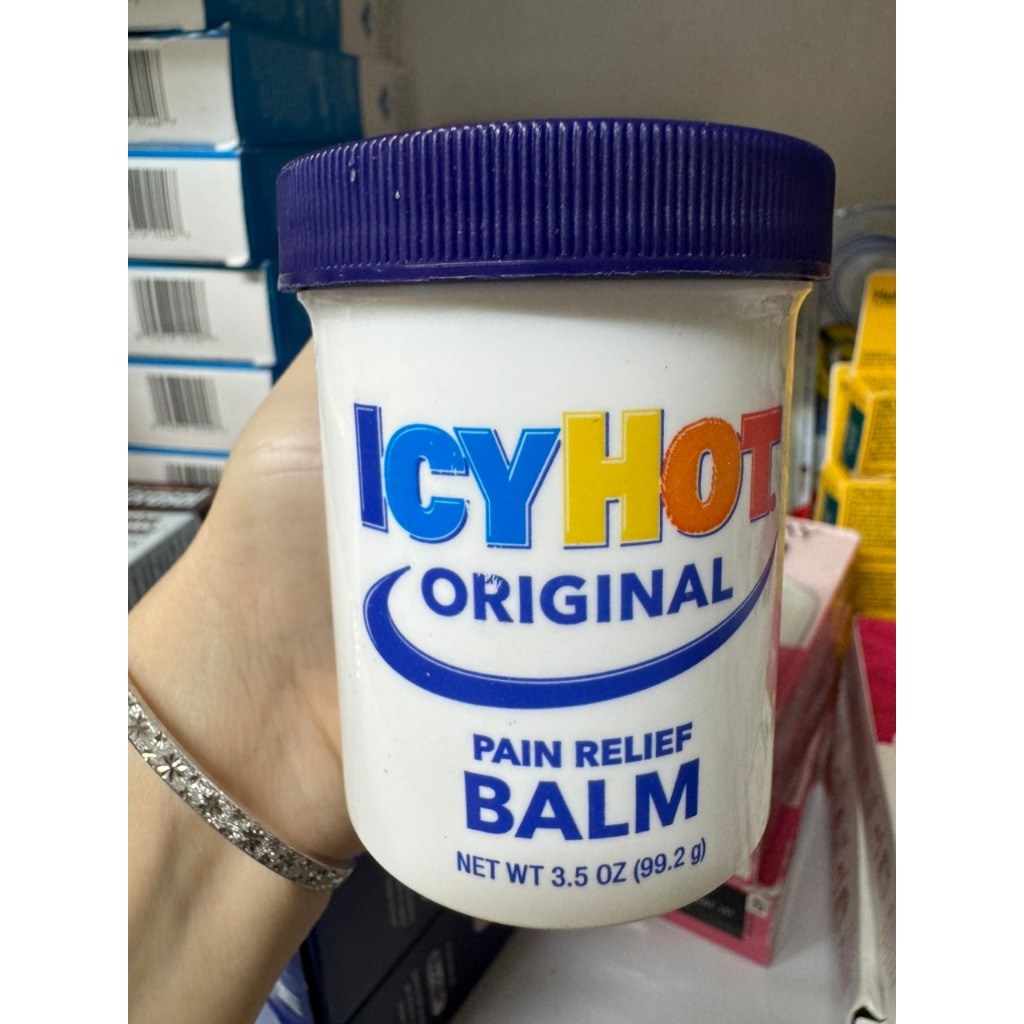 ICYHOT
ORIGINAL
PAIN RELIEF
BALM
NET WT 3.5 OZ (99.2 g)